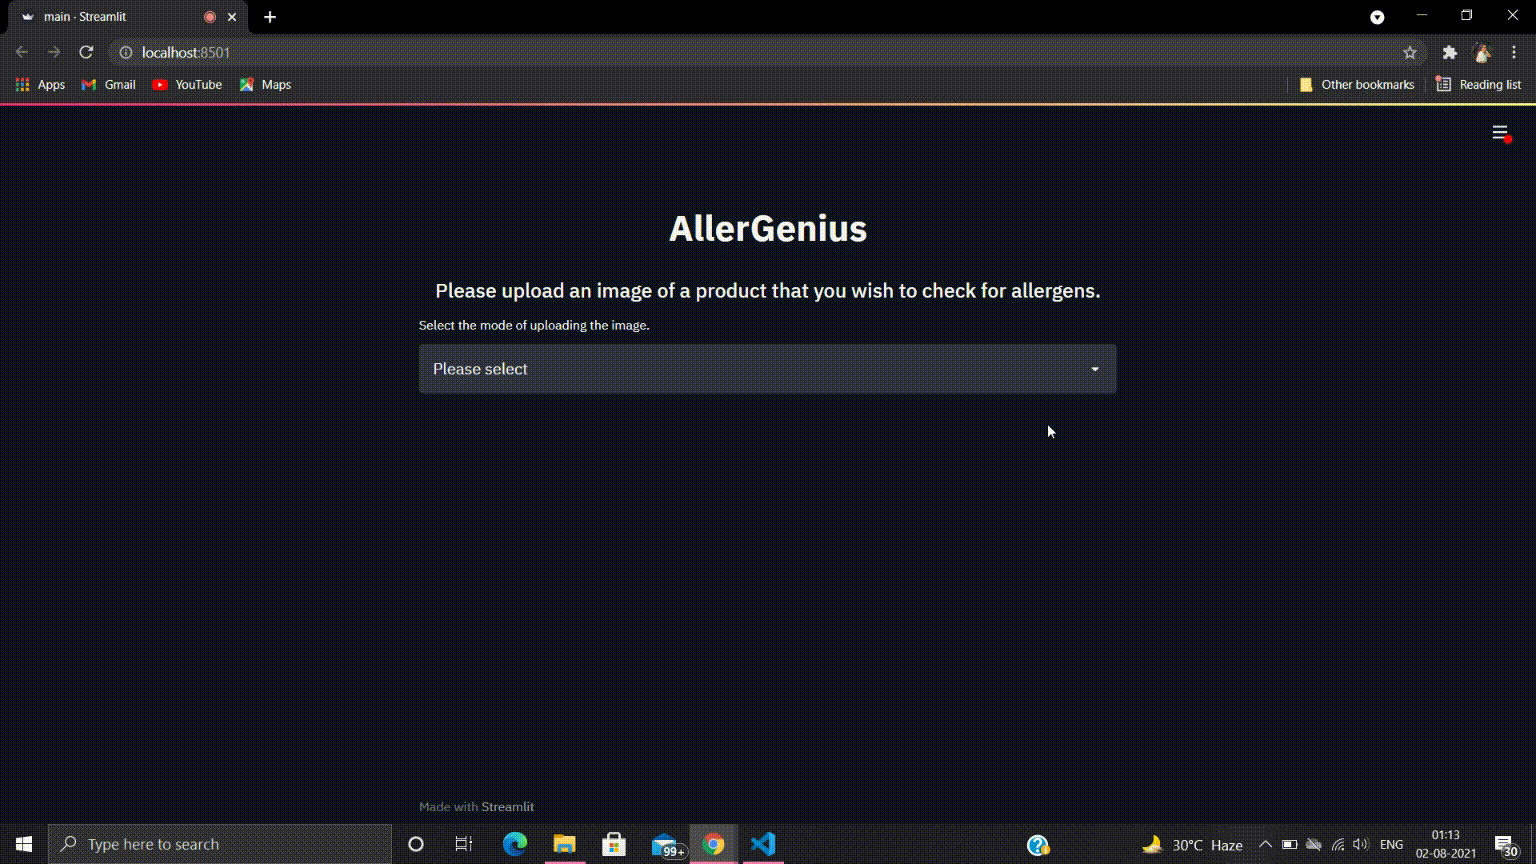 main · Streamlit
localhost:8501
Apps
Gmail
YouTube
Maps
Other bookmarks
Reading list
AllerGenius
Please upload an image of a product that you wish to check for allergens.
Select the mode of uploading the image.
Please select
Made with Streamlit
Type here to search
99+
30°C Haze
ENG
01:13
02-08-2021
30